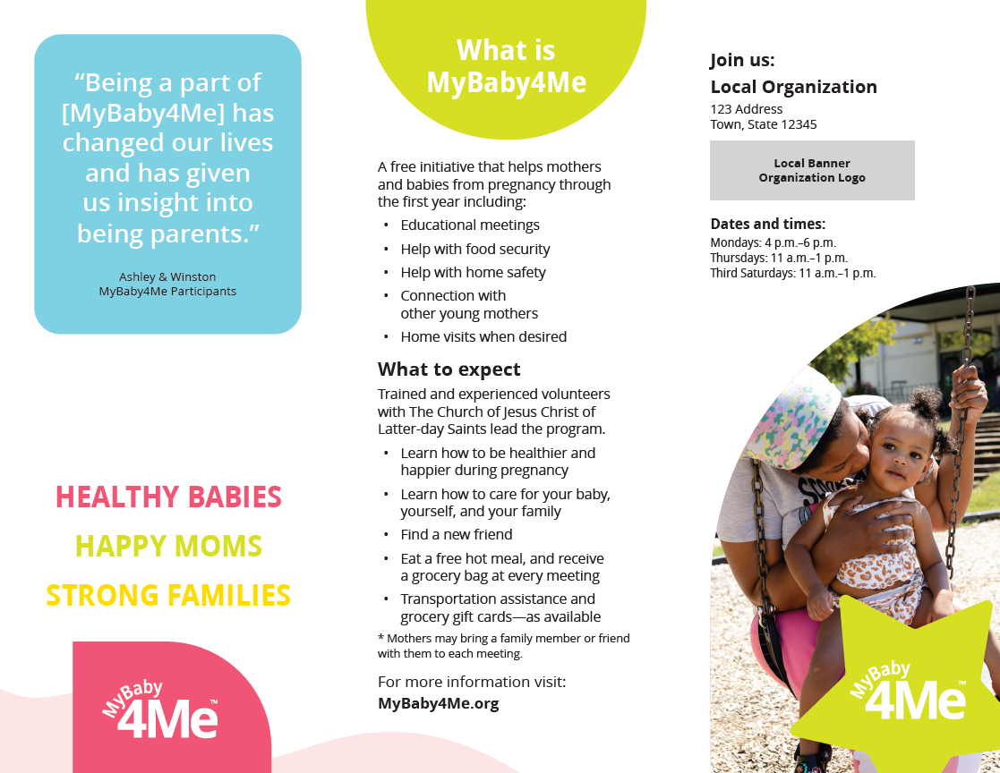 “Being a part of
[MyBaby4Me] has
changed our lives
and has given
us insight into
being parents.”
Ashley & Winston
MyBaby4Me Participants
HEALTHY BABIES
HAPPY MOMS
STRONG FAMILIES
MyBaby
4Me™
What is
MyBaby4Me
A free initiative that helps mothers
and babies from pregnancy through
the first year including:
• Educational meetings
• Help with food security
• Help with home safety
• Connection with
other young mothers
• Home visits when desired
What to expect
Trained and experienced volunteers
with The Church of Jesus Christ of
Latter-day Saints lead the program.
• Learn how to be healthier and
happier during pregnancy
• Learn how to care for your baby,
yourself, and your family
• Find a new friend
• Eat a free hot meal, and receive
a grocery bag at every meeting
• Transportation assistance and
grocery gift cards—as available
* Mothers may bring a family member or friend
with them to each meeting.
For more information visit:
MyBaby4Me.org
Join us:
Local Organization
123 Address
Town, State 12345
Local Banner
Organization Logo
Dates and times:
Mondays: 4 p.m.–6 p.m.
Thursdays: 11 a.m.–1 p.m.
Third Saturdays: 11 a.m.–1 p.m.
MyBaby
4Me™